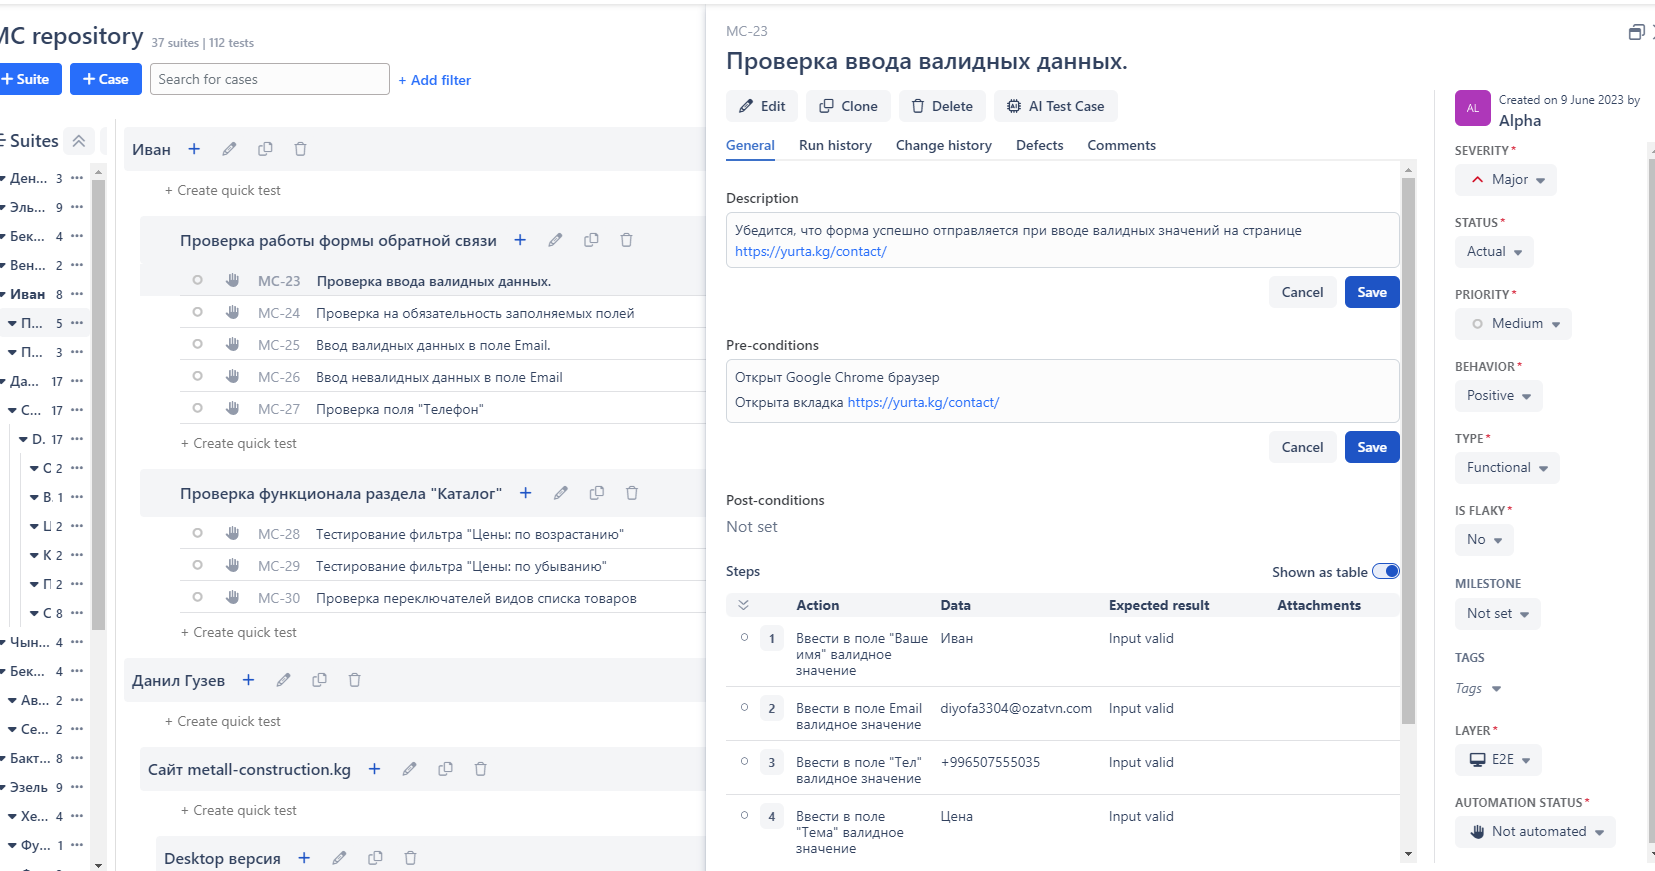 MC repository 37 suites | 112 tests
+ Suite
+ Case
Search for cases
+ Add filter
Suites
Ден... 3
Эль... 9
Бек... 4
Вен... 2
Иван 8
П... 5
П... 3
Да... 17
С... 17
D. 17
С 2
В. 1
Ц 2
К 2
П 2
С 8
Чын... 4
Бек... 4
Ав... 2
Се... 2
Бакт... 8
Эзель 9
Хе... 4
Фу... 1
Иван
+ Create quick test
Проверка работы формы обратной связи
MC-23 Проверка ввода валидных данных.
MC-24 Проверка на обязательность заполняемых полей
MC-25 Ввод валидных данных в поле Email.
MC-26 Ввод невалидных данных в поле Email
MC-27 Проверка поля "Телефон"
+ Create quick test
Проверка функционала раздела "Каталог"
MC-28 Тестирование фильтра "Цены: по возрастанию"
MC-29 Тестирование фильтра "Цены: по убыванию"
MC-30 Проверка переключателей видов списка товаров
+ Create quick test
Данил Гузев
+ Create quick test
Сайт metall-construction.kg
+ Create quick test
Desktop версия
MC-23
Проверка ввода валидных данных.
Edit
Clone
Delete
AI Test Case
General
Run history
Change history
Defects
Comments
Description
Убедится, что форма успешно отправляется при вводе валидных значений на странице
https://yurta.kg/contact/
Cancel
Save
Pre-conditions
Открыт Google Chrome браузер
Открыта вкладка https://yurta.kg/contact/
Cancel
Save
Post-conditions
Not set
Steps
Shown as table
Action Data Expected result Attachments
1 Ввести в поле "Ваше Иван Input valid
имя" валидное
значение
2 Ввести в поле Email diyofa3304@ozatvn.com Input valid
валидное значение
3 Ввести в поле "Тел" +996507555035 Input valid
валидное значение
4 Ввести в поле Цена Input valid
"Тема" валидное
значение
AL
Created on 9 June 2023 by
Alpha
SEVERITY*
Major
STATUS*
Actual
PRIORITY*
Medium
BEHAVIOR*
Positive
TYPE*
Functional
IS FLAKY*
No
MILESTONE
Not set
TAGS
Tags
LAYER*
E2E
AUTOMATION STATUS*
Not automated